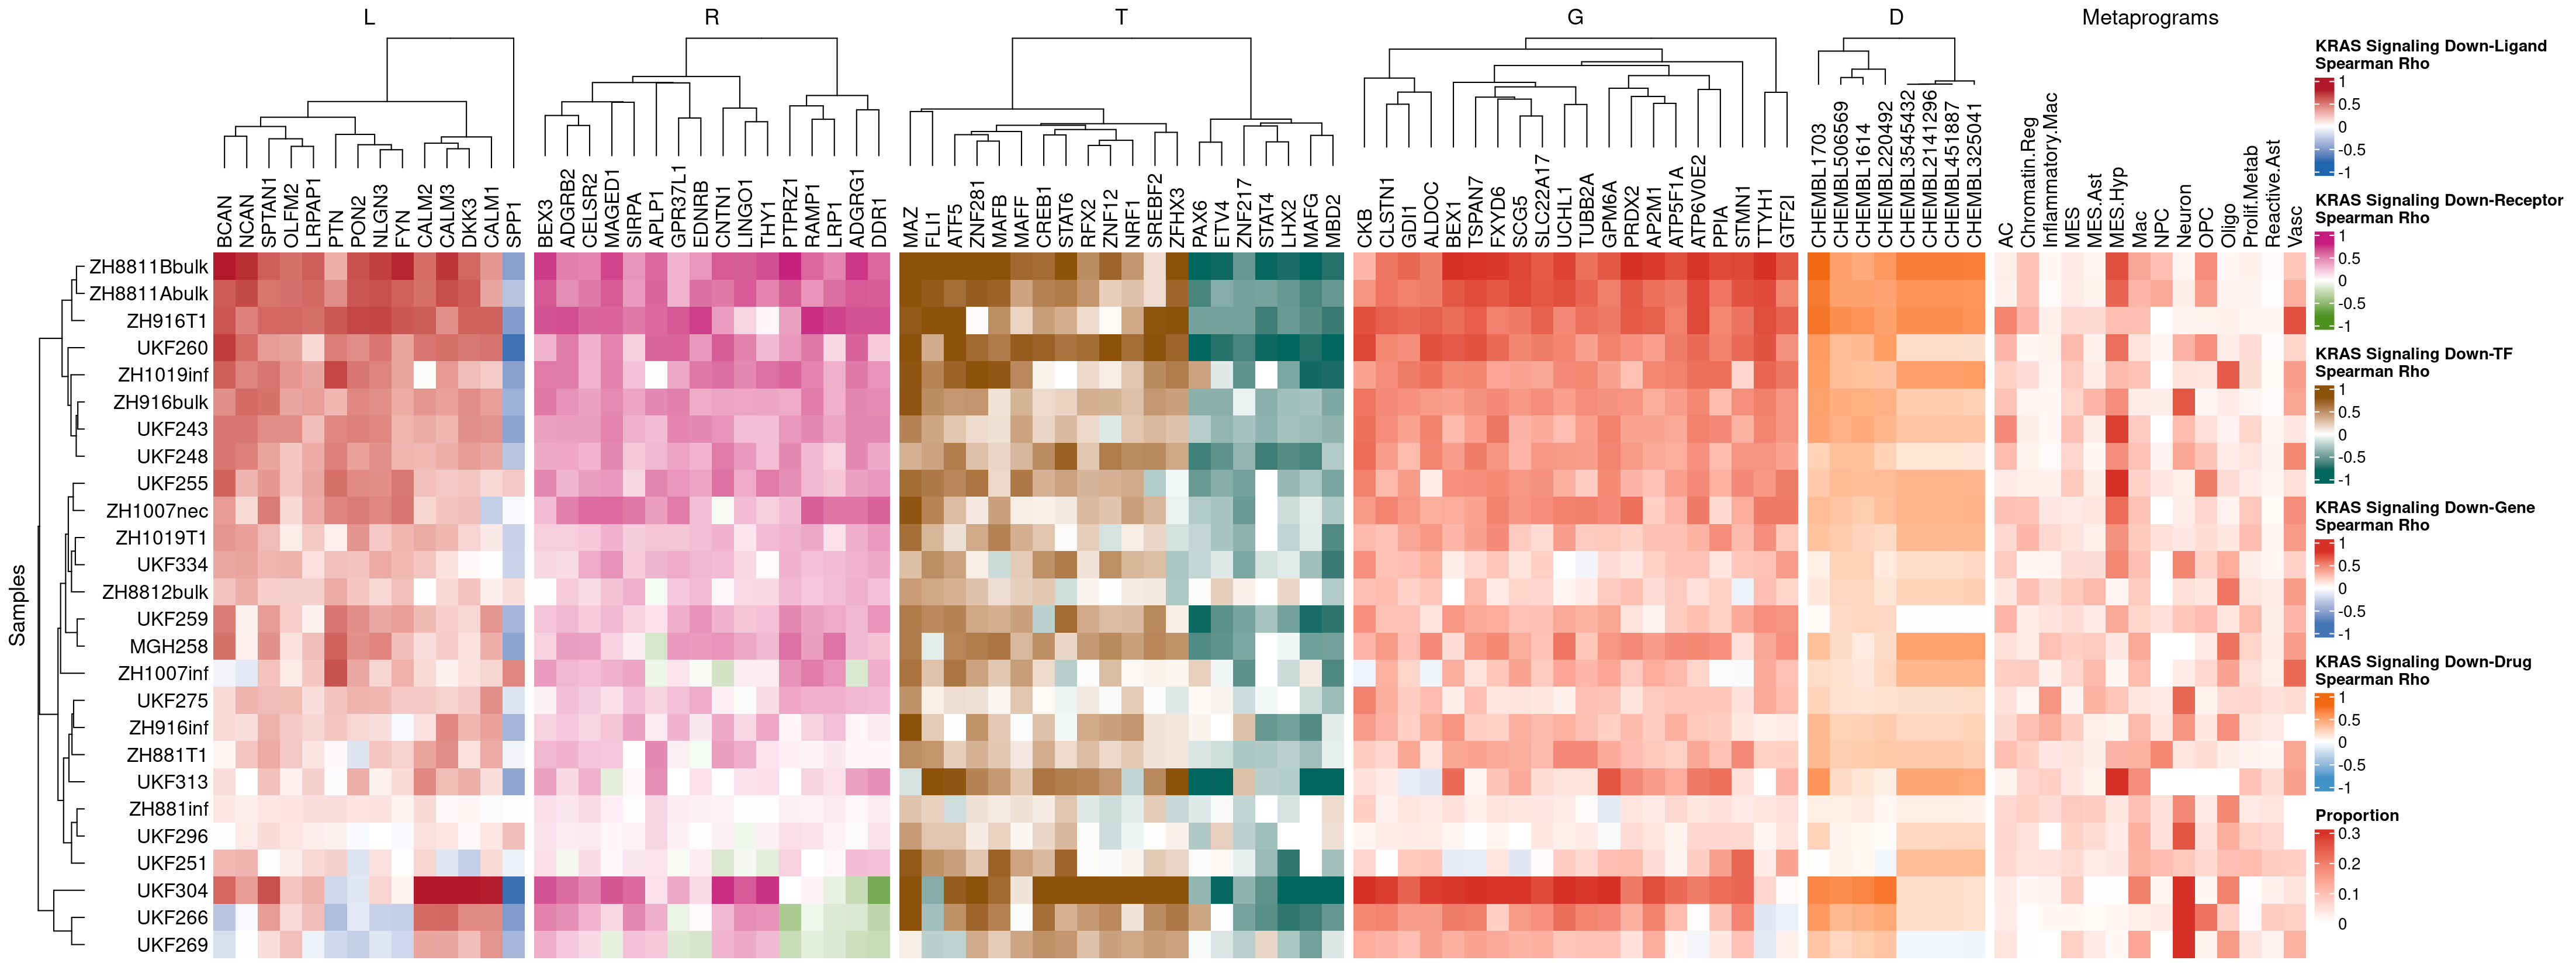 L
R
T
G
D
Metaprograms
BCAN
NCAN
SPTAN1
OLFM2
LRPAP1
PTN
PON2
NLGN3
FYN
CALM2
CALM3
DKK3
CALM1
SPP1
BEX3
ADGRB2
CELSR2
MAGED1
SIRPA
APLP1
GPR37L1
EDNRB
CNTN1
LINGO1
THY1
PTPRZ1
RAMP1
LRP1
ADGRG1
DDR1
MAZ
FLI1
ATF5
ZNF281
MAFB
MAFF
CREB1
STAT6
RFX2
ZNF12
NRF1
SREBF2
ZFHX3
PAX6
ETV4
ZNF217
STAT4
LHX2
MAFG
MBD2
CKB
CLSTN1
GDI1
ALDOC
BEX1
TSPAN7
FXYD6
SCG5
SLC22A17
UCHL1
TUBB2A
GPM6A
PRDX2
AP2M1
ATP5F1A
ATP6V0E2
PPIA
STMN1
TTYH1
GTF2I
CHEMBL1703
CHEMBL506569
CHEMBL1614
CHEMBL220492
CHEMBL3545432
CHEMBL2141296
CHEMBL451887
CHEMBL325041
AC
Chromatin.Reg
Inflammatory.Mac
MES
MES.Ast
MES.Hyp
Mac
NPC
Neuron
OPC
Oligo
Prolif.Metab
Reactive.Ast
Vasc
Samples
ZH8811Bbulk
ZH8811Abulk
ZH916T1
UKF260
ZH1019inf
ZH916bulk
UKF243
UKF248
UKF255
ZH1007nec
ZH1019T1
UKF334
ZH8812bulk
UKF259
MGH258
ZH1007inf
UKF275
ZH916inf
ZH881T1
UKF313
ZH881inf
UKF296
UKF251
UKF304
UKF266
UKF269
KRAS Signaling Down-Ligand
Spearman Rho
1
0.5
0
-0.5
-1
KRAS Signaling Down-Receptor
Spearman Rho
1
0.5
0
-0.5
-1
KRAS Signaling Down-TF
Spearman Rho
1
0.5
0
-0.5
-1
KRAS Signaling Down-Gene
Spearman Rho
1
0.5
0
-0.5
-1
KRAS Signaling Down-Drug
Spearman Rho
1
0.5
0
-0.5
-1
Proportion
0.3
0.2
0.1
0